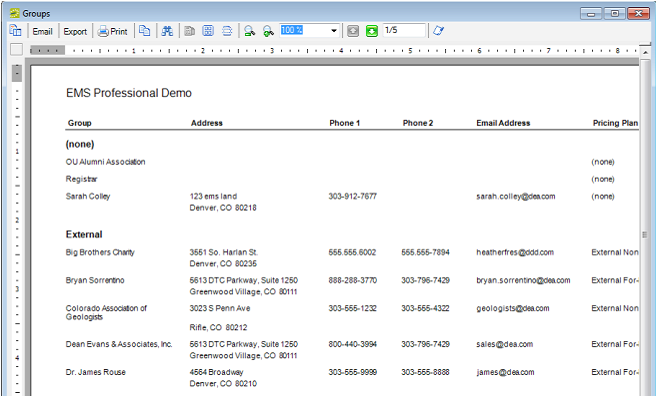 Groups
Email Export Print 100 % 1/5
1 2 3 4 5 6 7 8
EMS Professional Demo
Group Address Phone 1 Phone 2 Email Address Pricing Plan
(none)
OU Alumni Association (none)
Registrar (none)
Sarah Colley 123 ems land 303-912-7677 sarah.colley@dea.com (none)
Denver, CO 80218
External
Big Brothers Charity 3551 So. Harlan St. 555.555.6002 555.555-7894 heatherfres@ddd.com External Non
Denver, CO 80235
Bryan Sorrentino 5613 DTC Parkway, Suite 1250 888-288-3770 303-796-7429 bryan.sorrentino@dea.com External For-
Greenwood Village, CO 80111
Colorado Association of 3023 S Penn Ave 303-555-1232 303-555-4322 geologists@dea.com External Non
Geologists
Rifle, CO 80212
Dean Evans & Associates, Inc. 5613 DTC Parkway, Suite 1250 800-440-3994 303-796-7429 sales@dea.com External For-
Greenwood Village, CO 80111
Dr. James Rouse 4564 Broadway 303-555-9999 303-555-8888 james@dea.com External For-
Denver, CO 80210
1
2
3
4